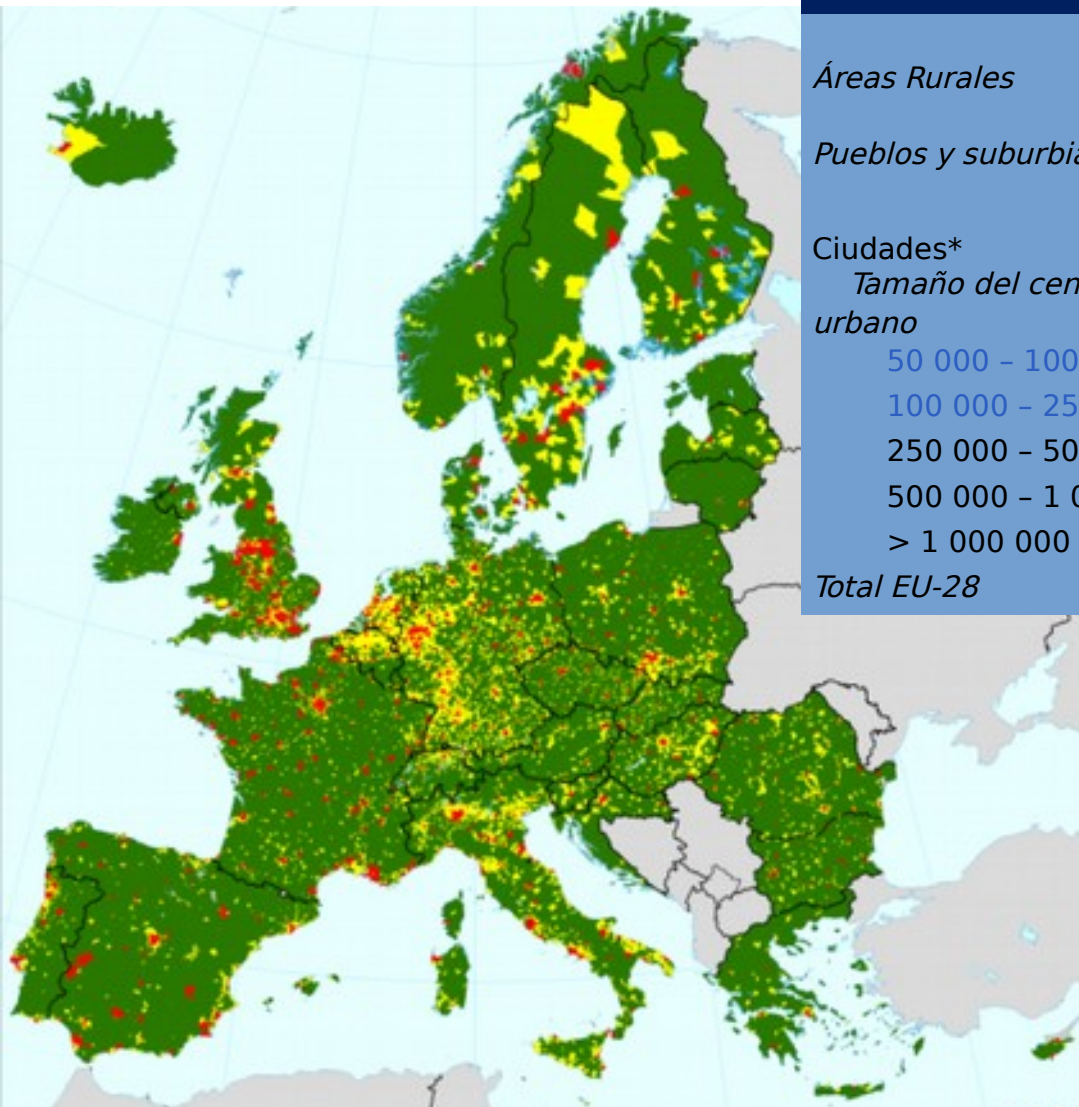 Áreas Rurales
Pueblos y suburbia
Ciudades*
Tamaño del cen
urbano
50 000 – 100
100 000 – 25
250 000 – 50
500 000 – 1 0
> 1 000 000
Total EU-28